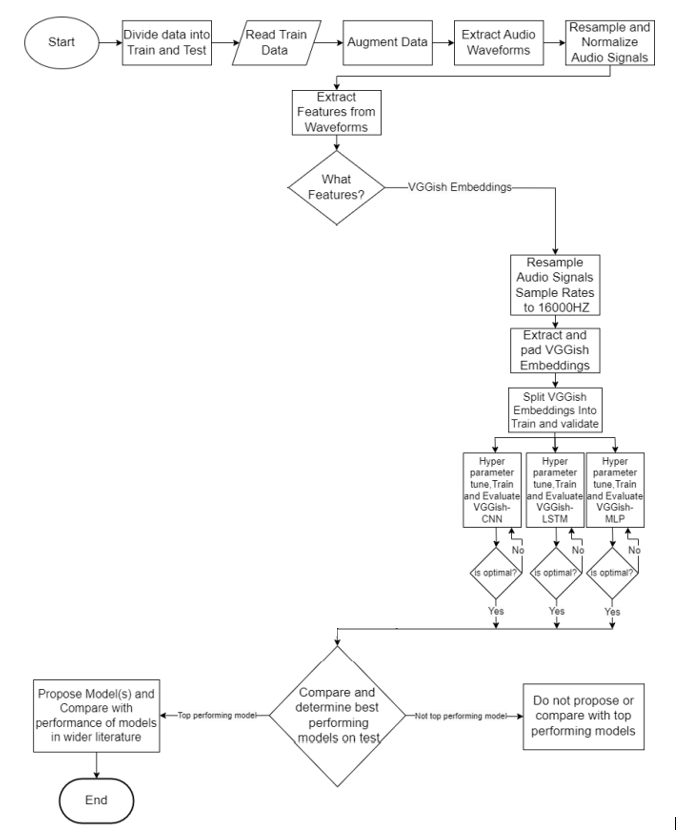 Start
Divide data into
Train and Test
Read Train
Data
Augment Data
Extract Audio
Waveforms
Resample and
Normalize
Audio Signals
Extract
Features from
Waveforms
What
Features?
VGGish Embeddings
Resample
Audio Signals
Sample Rates
to 16000HZ
Extract and
pad VGGish
Embeddings
Split VGGish
Embeddings Into
Train and validate
Hyper
parameter
tune,Train
and Evaluate
VGGish-
CNN
Hyper
parameter
tune,Train
and Evaluate
VGGish-
LSTM
Hyper
parameter
tune,Train
and Evaluate
VGGish-
MLP
No
No
No
is optimal?
is optimal?
is optimal?
Yes
Yes
Yes
Compare and
determine best
performing
models on test
Top performing model
Not top performing model
Propose Model(s) and
Compare with
performance of models
in wider literature
Do not propose or
compare with top
performing models
End